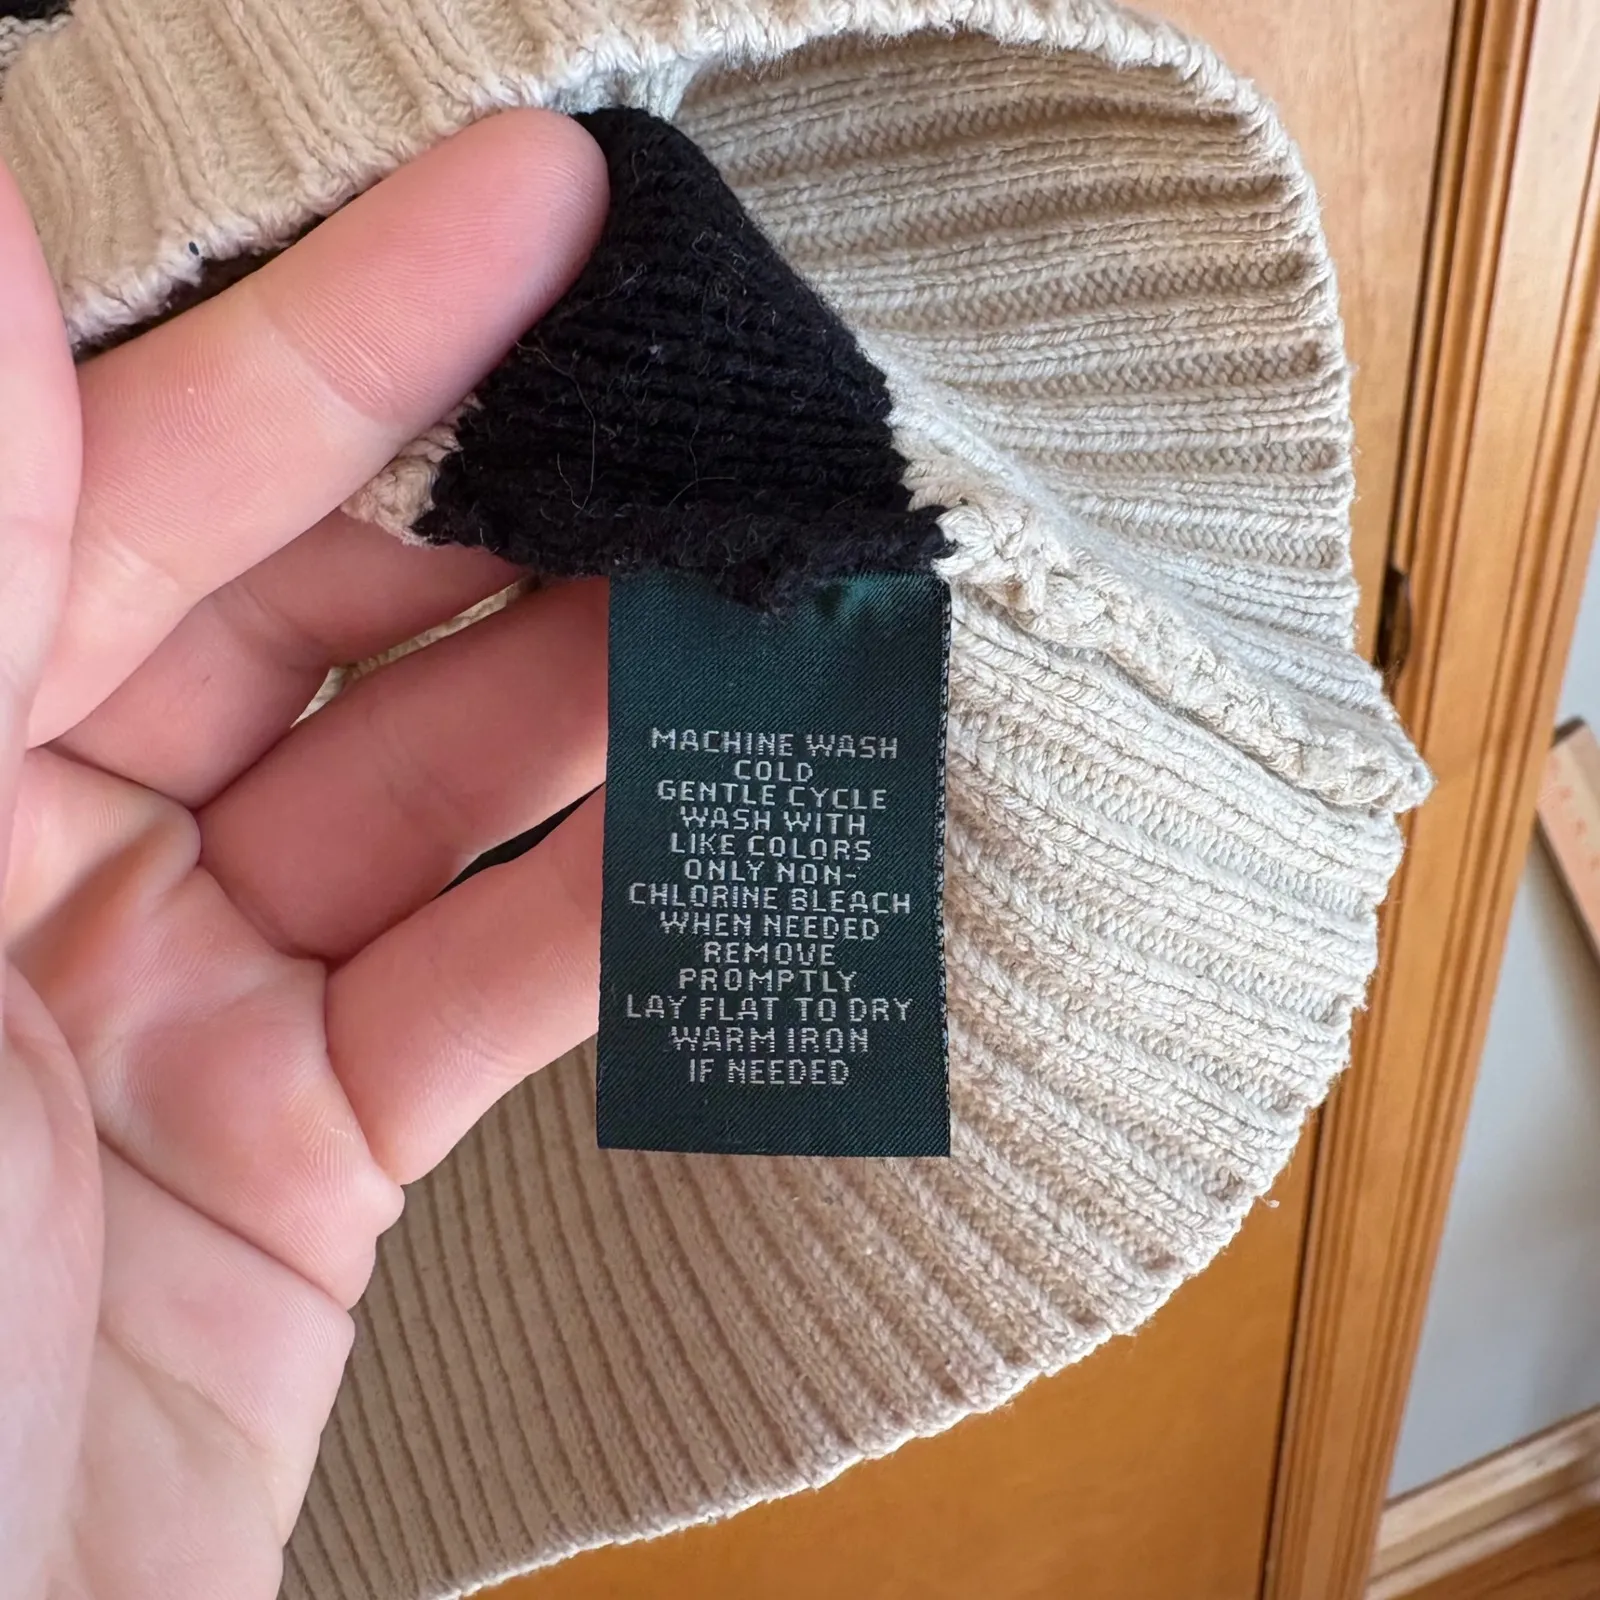 MACHINE WASH
COLD
GENTLE CYCLE
WASH WITH
LIKE COLORS
ONLY NON-
CHLORINE BLEACH
WHEN NEEDED
REMOVE
PROMPTLY
LAY FLAT TO DRY
WARM IRON
IF NEEDED